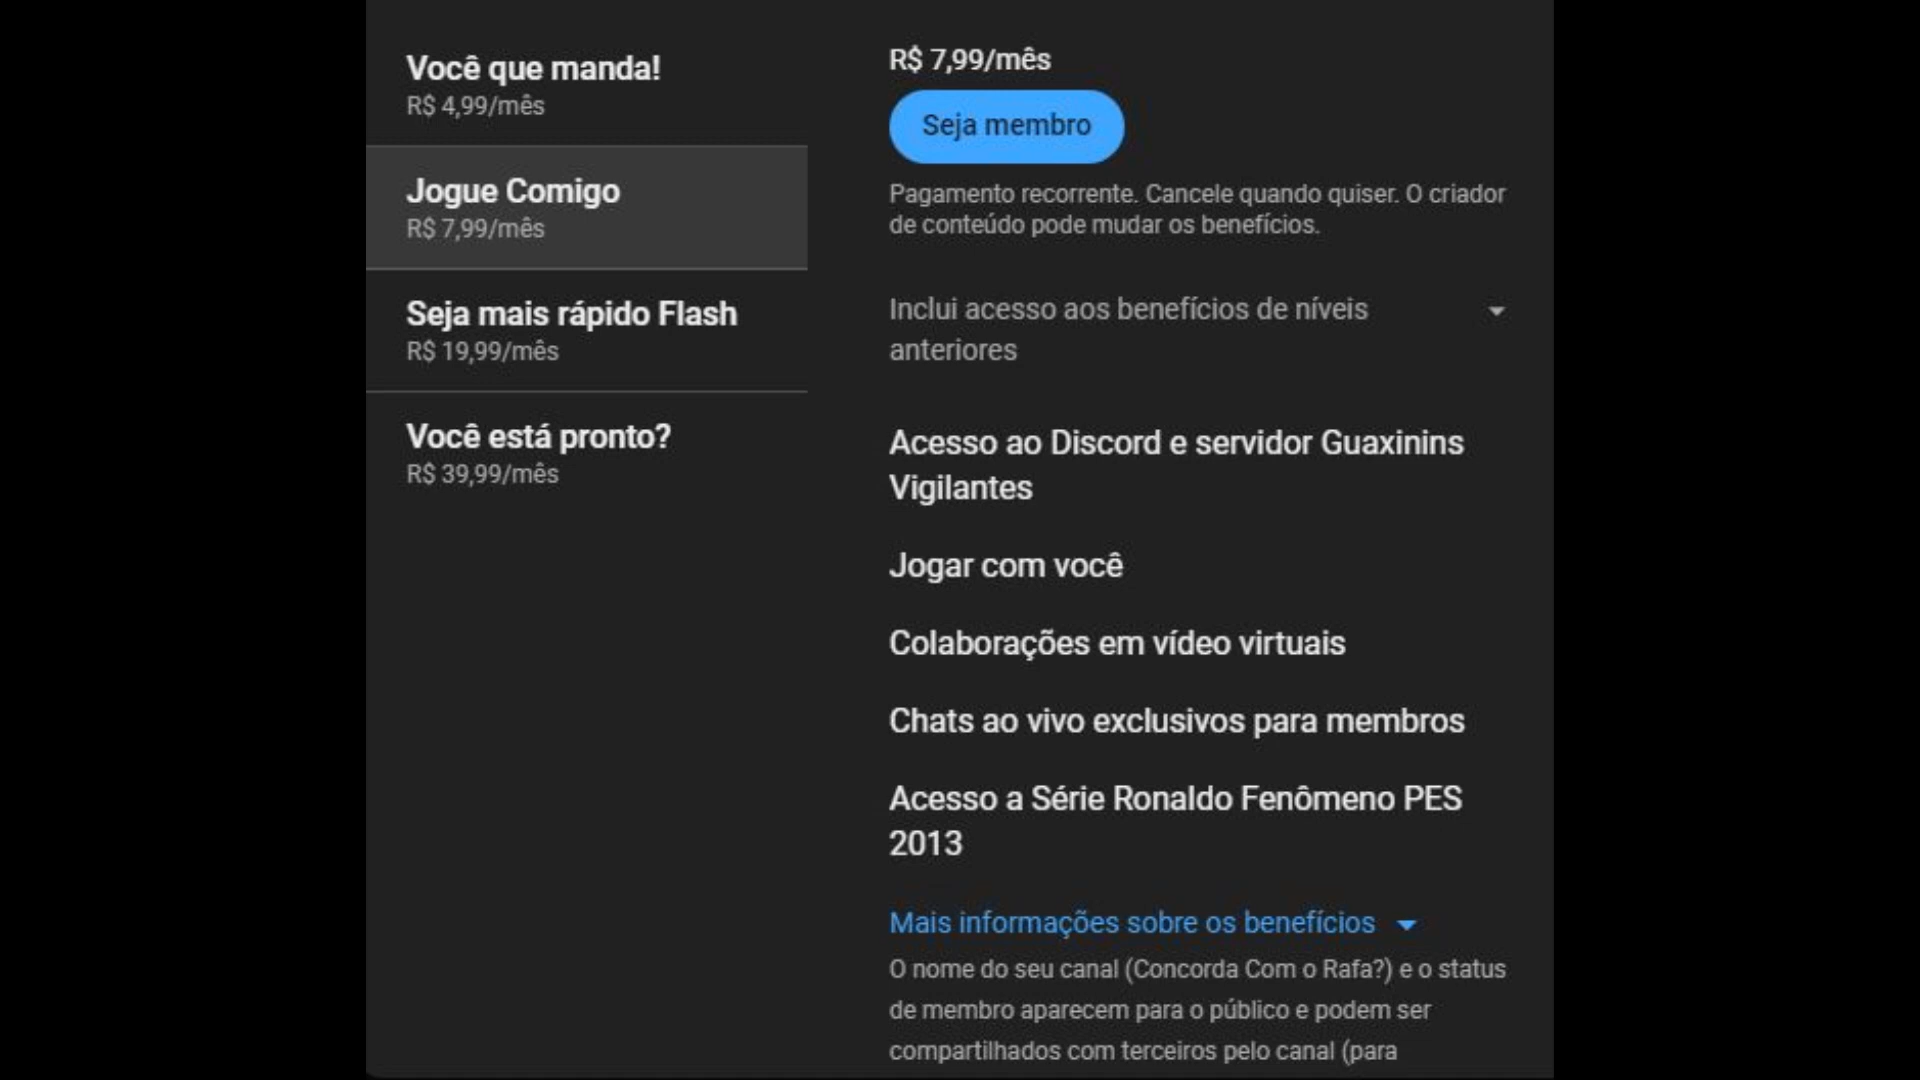 Você que manda!
R$ 4,99/mês
Jogue Comigo
R$ 7,99/mês
Seja mais rápido Flash
R$ 19,99/mês
Você está pronto?
R$ 39,99/mês
R$ 7,99/mês
Seja membro
Pagamento recorrente. Cancele quando quiser. O criador
de conteúdo pode mudar os benefícios.
Inclui acesso aos benefícios de níveis
anteriores
Acesso ao Discord e servidor Guaxinins
Vigilantes
Jogar com você
Colaborações em vídeo virtuais
Chats ao vivo exclusivos para membros
Acesso a Série Ronaldo Fenômeno PES
2013
Mais informações sobre os benefícios
O nome do seu canal (Concorda Com o Rafa?) e o status
de membro aparecem para o público e podem ser
compartilhados com terceiros pelo canal (para